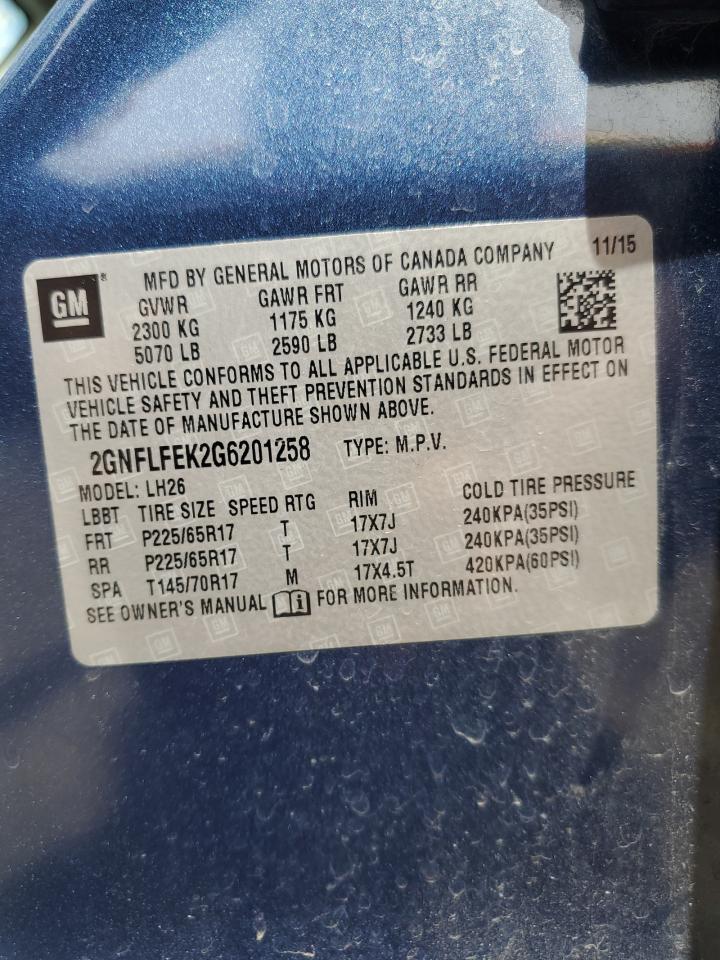 GM® MFD BY GENERAL MOTORS OF CANADA COMPANY 11/15
GVWR GAWR FRT GAWR RR
2300 KG 1175 KG 1240 KG
5070 LB 2590 LB 2733 LB
THIS VEHICLE CONFORMS TO ALL APPLICABLE U.S. FEDERAL MOTOR
VEHICLE SAFETY AND THEFT PREVENTION STANDARDS IN EFFECT ON
THE DATE OF MANUFACTURE SHOWN ABOVE.
2GNFLFEK2G6201258 TYPE: M.P.V.
MODEL: LH26
LBBT TIRE SIZE SPEED RTG RIM COLD TIRE PRESSURE
FRT P225/65R17 T 17X7J 240KPA(35PSI)
RR P225/65R17 T 17X7J 240KPA(35PSI)
SPA T145/70R17 M 17X4.5T 420KPA(60PSI)
SEE OWNER'S MANUAL i FOR MORE INFORMATION.